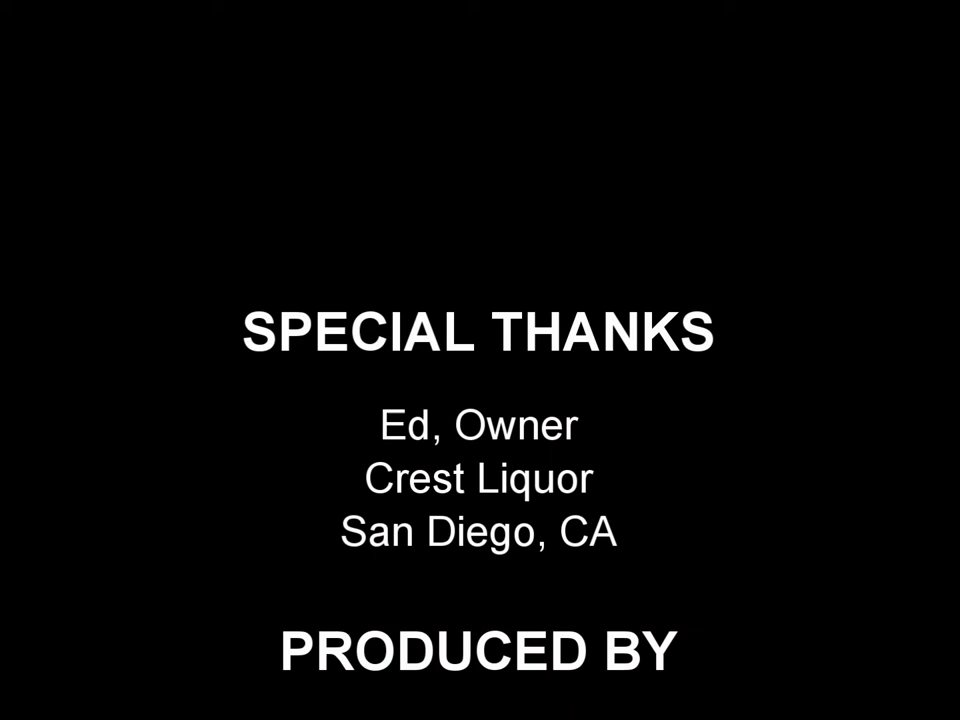 SPECIAL THANKS
Ed, Owner
Crest Liquor
San Diego, CA
PRODUCED BY